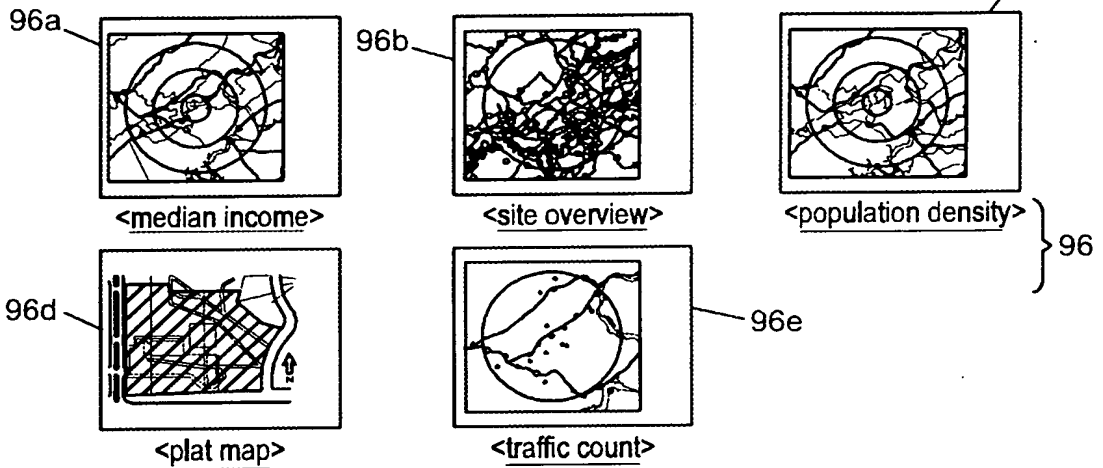 96a
96b
<median income>
<site overview>
<population density>
96
96d
96e
<plat map>
<traffic count>